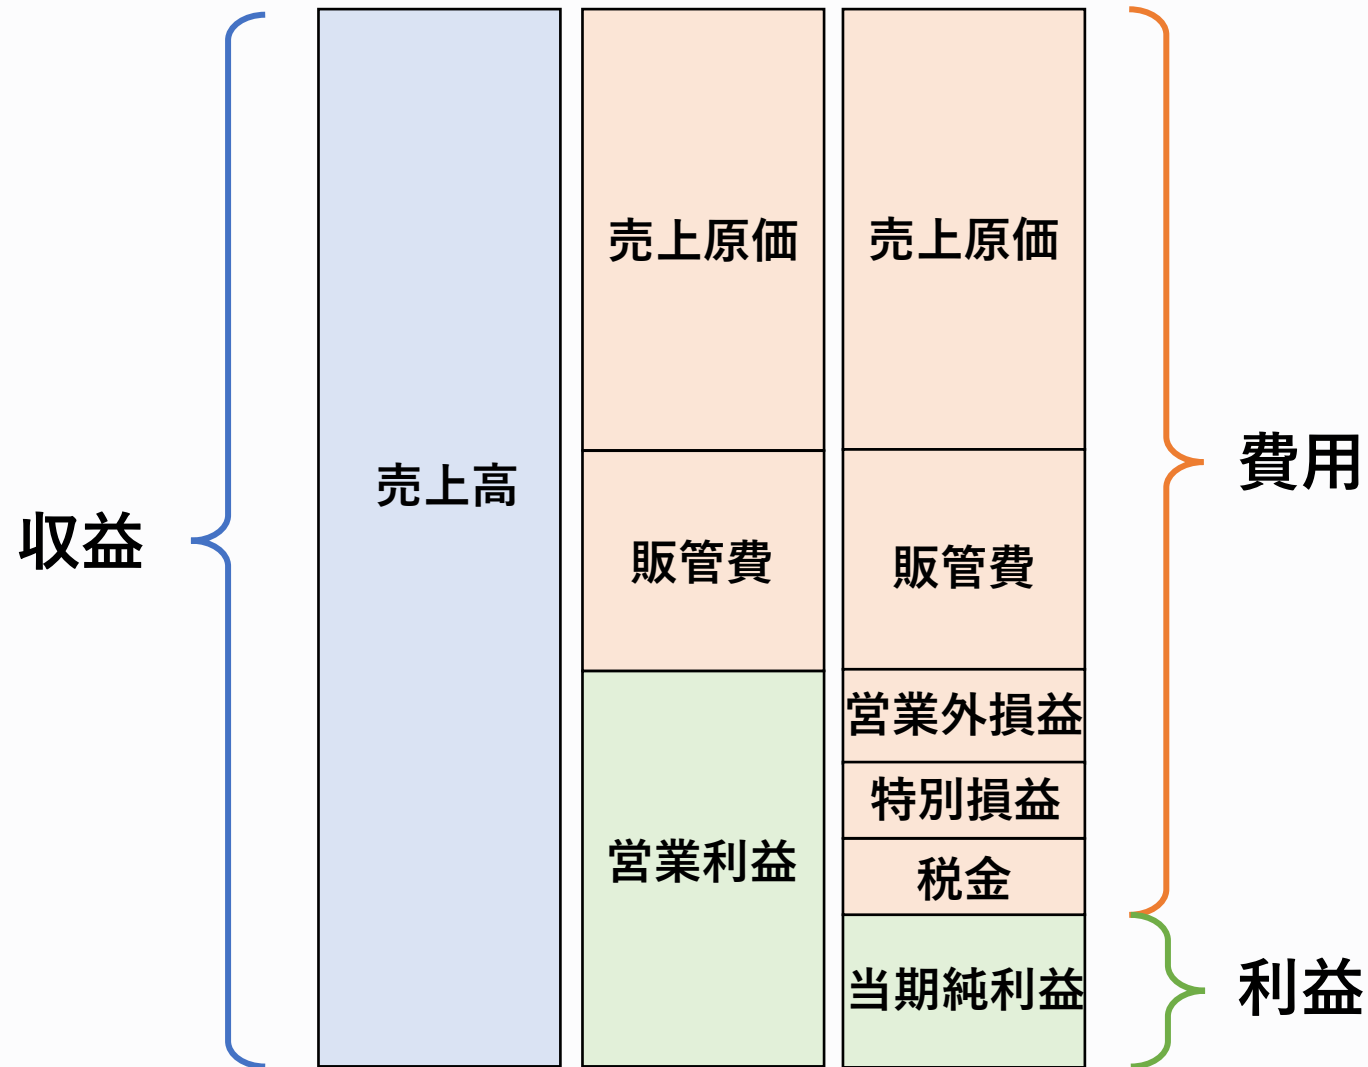 収益
売上高
売上原価
販管費
営業利益
売上原価
販管費
営業外損益
特別損益
税金
当期純利益
費用
利益